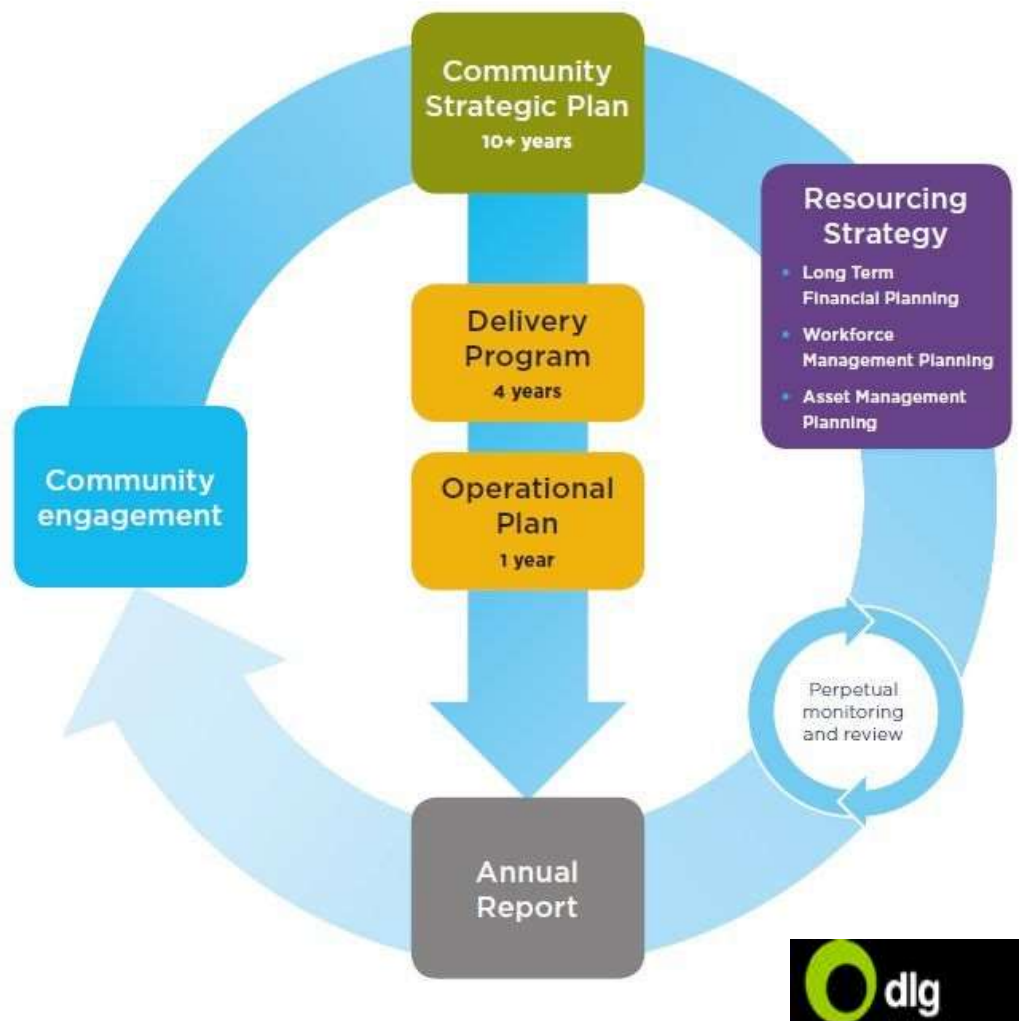 Community
Strategic Plan
10+ years
Resourcing
Strategy
• Long Term
Financial Planning
• Workforce
Management Planning
• Asset Management
Planning
Delivery
Program
4 years
Community
engagement
Operational
Plan
1 year
Perpetual
monitoring
and review
Annual
Report
dlg